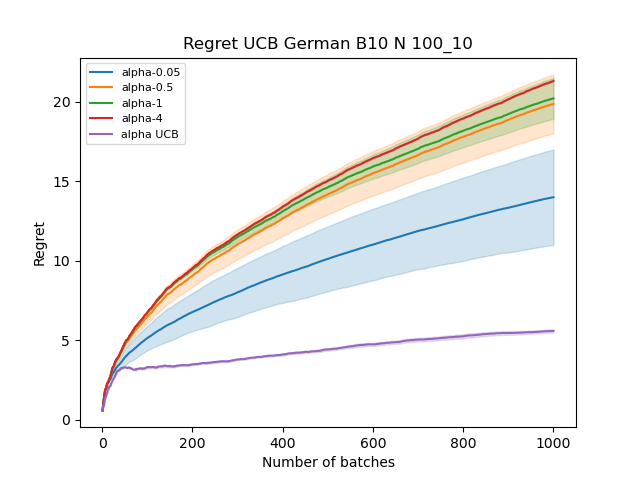 Regret UCB German B10 N 100_10
alpha-0.05
alpha-0.5
alpha-1
alpha-4
alpha UCB
Regret
20
15
10
5
0
0 200 400 600 800 1000
Number of batches